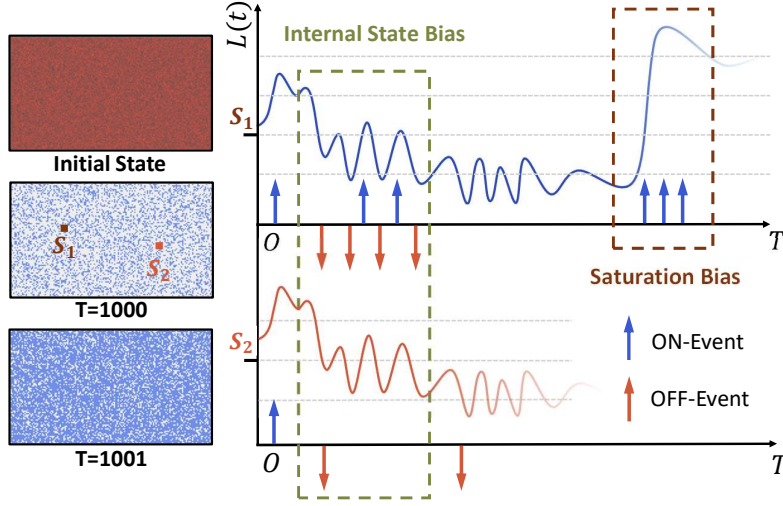 L(t)
Internal State Bias
S₁
Initial State
S₁
S₂
T=1000
O
T
Saturation Bias
S₂
ON-Event
OFF-Event
T=1001
O
T